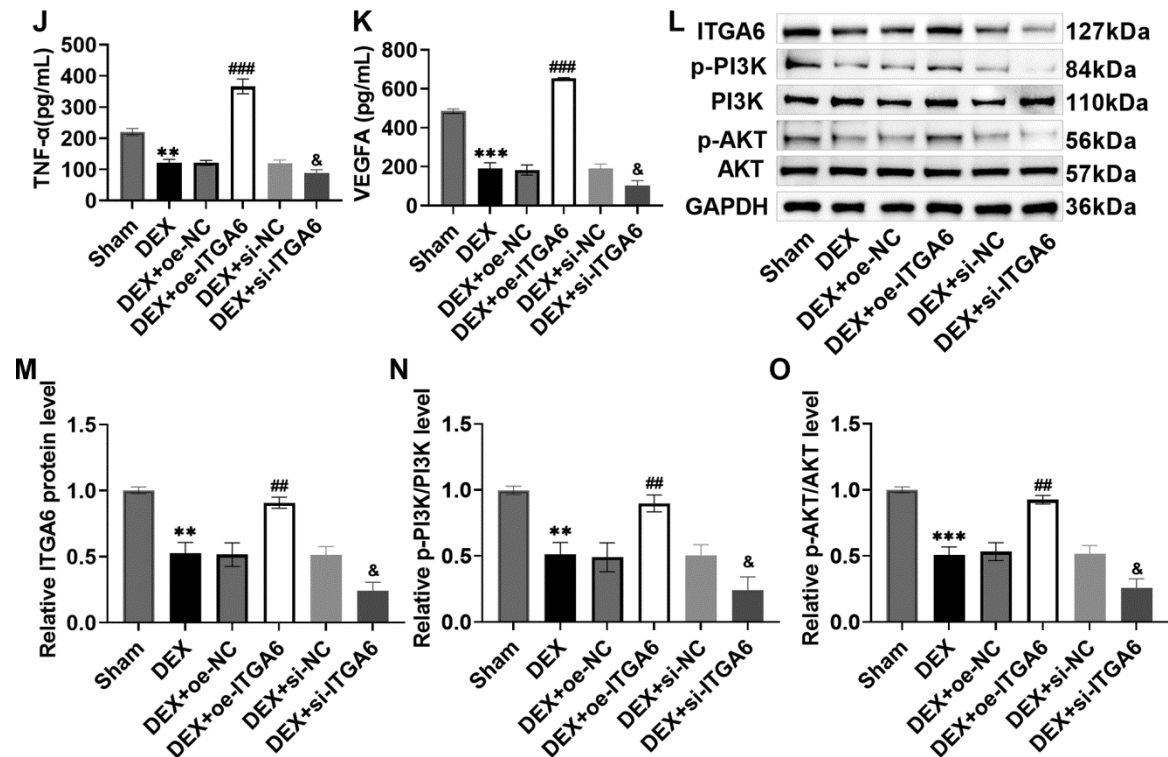 J
TNF-α(pg/mL)
500
400
300
200
100
0
**
###
&
Sham
DEX
DEX+oe-NC
DEX+oe-ITGA6
DEX+si-NC
DEX+si-ITGA6
K
VEGFA (pg/mL)
800
600
400
200
0
***
###
&
Sham
DEX
DEX+oe-NC
DEX+oe-ITGA6
DEX+si-NC
DEX+si-ITGA6
L
ITGA6 127kDa
p-PI3K 84kDa
PI3K 110kDa
p-AKT 56kDa
AKT 57kDa
GAPDH 36kDa
Sham
DEX
DEX+oe-NC
DEX+oe-ITGA6
DEX+si-NC
DEX+si-ITGA6
M
Relative ITGA6 protein level
1.5
1.0
0.5
0.0
**
##
&
Sham
DEX
DEX+oe-NC
DEX+oe-ITGA6
DEX+si-NC
DEX+si-ITGA6
N
Relative p-PI3K/PI3K level
1.5
1.0
0.5
0.0
**
##
&
Sham
DEX
DEX+oe-NC
DEX+oe-ITGA6
DEX+si-NC
DEX+si-ITGA6
O
Relative p-AKT/AKT level
1.5
1.0
0.5
0.0
***
##
&
Sham
DEX
DEX+oe-NC
DEX+oe-ITGA6
DEX+si-NC
DEX+si-ITGA6